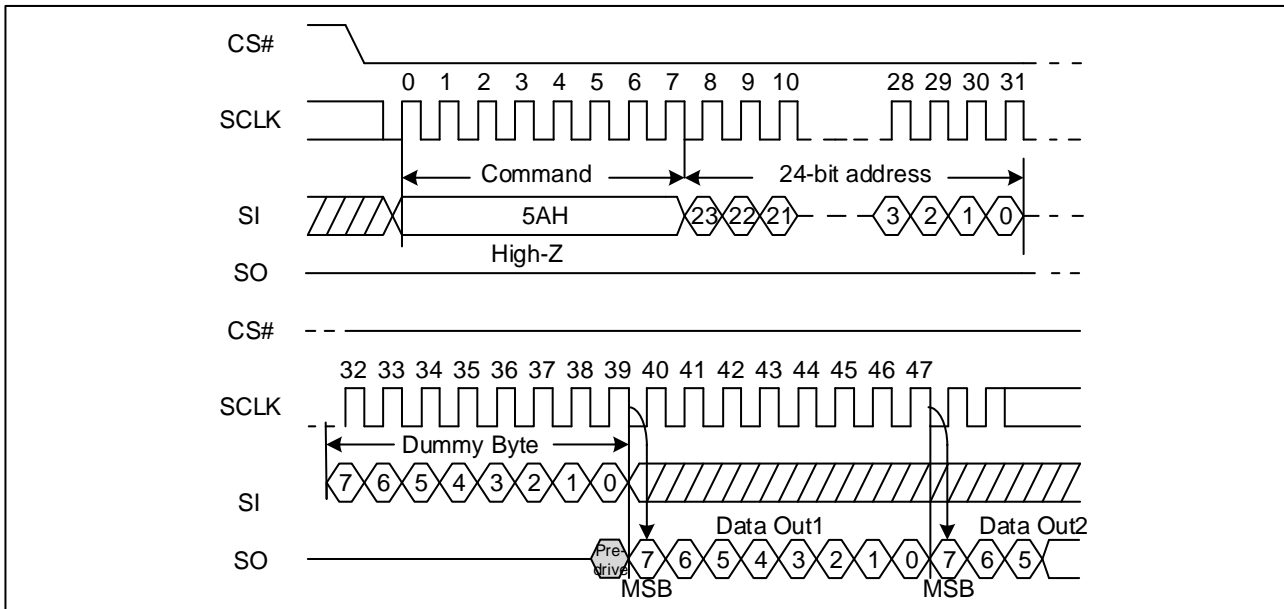 CS#
0 1 2 3 4 5 6 7 8 9 10 28 29 30 31
SCLK
Command 24-bit address
SI 5AH 23 22 21 3 2 1 0
High-Z
SO
CS#
32 33 34 35 36 37 38 39 40 41 42 43 44 45 46 47
SCLK
Dummy Byte
7 6 5 4 3 2 1 0
SI
Data Out1 Data Out2
SO Pre-drive 7 6 5 4 3 2 1 0 7 6 5
MSB MSB